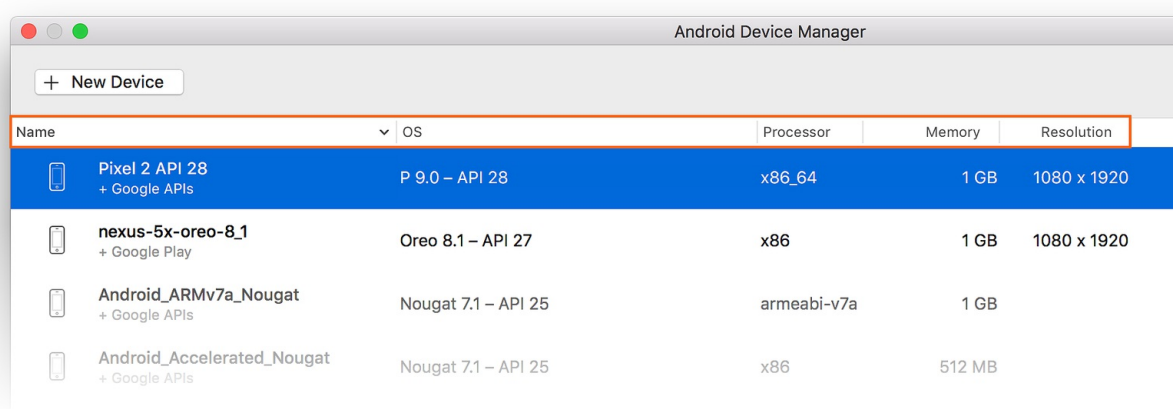 Android Device Manager
+ New Device
Name OS Processor Memory Resolution
Pixel 2 API 28 P 9.0 – API 28 x86_64 1 GB 1080 x 1920
+ Google APIs
nexus-5x-oreo-8_1 Oreo 8.1 – API 27 x86 1 GB 1080 x 1920
+ Google Play
Android_ARMv7a_Nougat Nougat 7.1 – API 25 armeabi-v7a 1 GB
+ Google APIs
Android_Accelerated_Nougat Nougat 7.1 – API 25 x86 512 MB
+ Google APIs